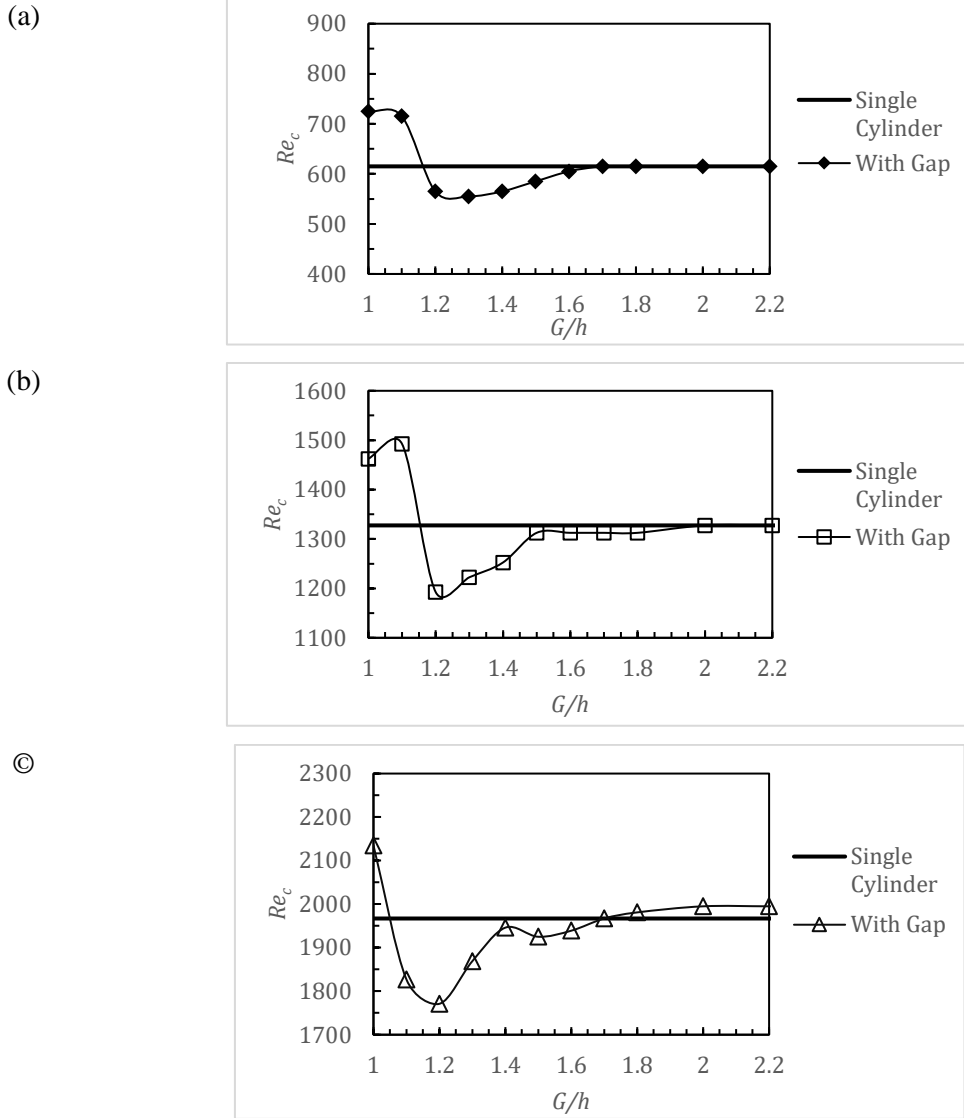 (a)
900
800
700
600
500
400
Re_c
1 1.2 1.4 1.6 1.8 2 2.2
G/h
Single
Cylinder
With Gap
(b)
1600
1500
1400
1300
1200
1100
Re_c
1 1.2 1.4 1.6 1.8 2 2.2
G/h
Single
Cylinder
With Gap
©
2300
2200
2100
2000
1900
1800
1700
Re_c
1 1.2 1.4 1.6 1.8 2 2.2
G/h
Single
Cylinder
With Gap